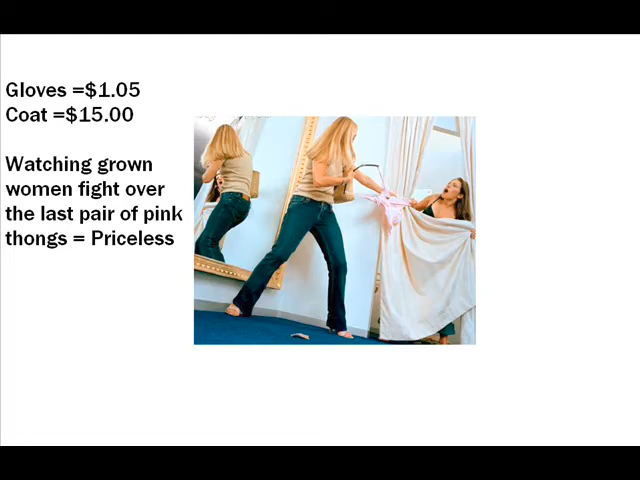 Gloves =$1.05
Coat =$15.00
Watching grown
women fight over
the last pair of pink
thongs = Priceless